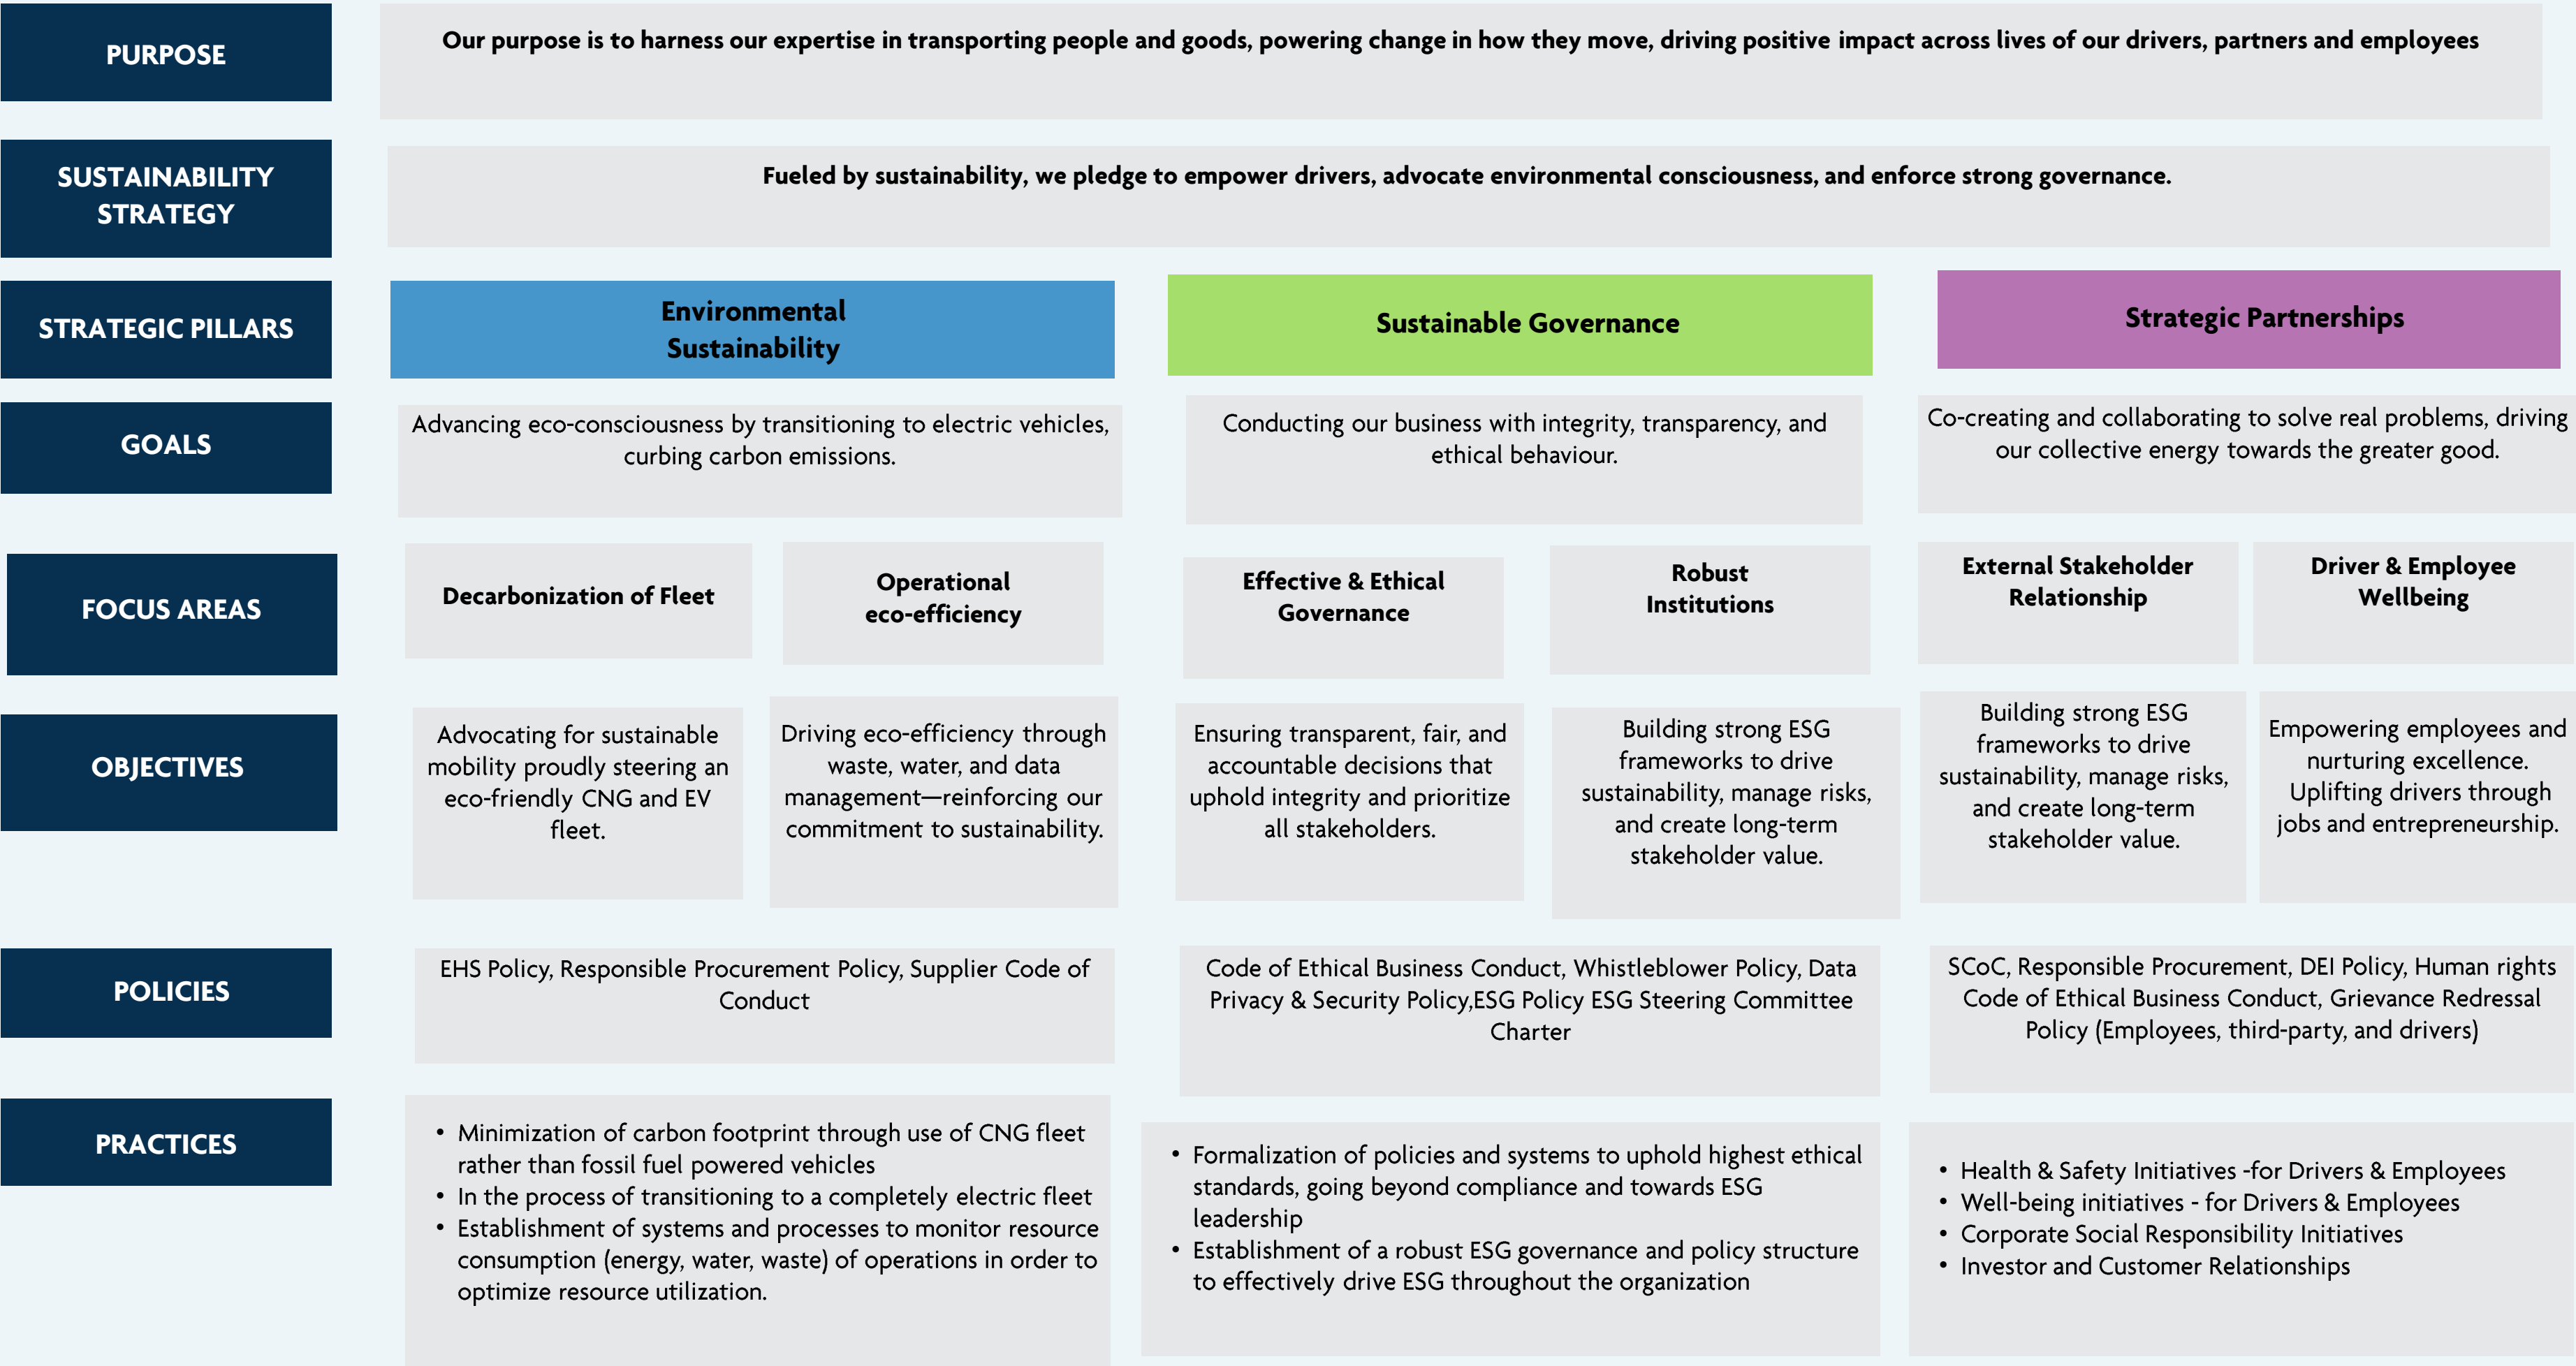 PURPOSE
Our purpose is to harness our expertise in transporting people and goods, powering change in how they move, driving positive impact across lives of our drivers, partners and employees
SUSTAINABILITY
STRATEGY
Fueled by sustainability, we pledge to empower drivers, advocate environmental consciousness, and enforce strong governance.
STRATEGIC PILLARS
Environmental
Sustainability
Sustainable Governance
Strategic Partnerships
GOALS
Advancing eco-consciousness by transitioning to electric vehicles,
curbing carbon emissions.
Conducting our business with integrity, transparency, and
ethical behaviour.
Co-creating and collaborating to solve real problems, driving
our collective energy towards the greater good.
FOCUS AREAS
Decarbonization of Fleet
Operational
eco-efficiency
Effective & Ethical
Governance
Robust
Institutions
External Stakeholder
Relationship
Driver & Employee
Wellbeing
OBJECTIVES
Advocating for sustainable
mobility proudly steering an
eco-friendly CNG and EV
fleet.
Driving eco-efficiency through
waste, water, and data
management—reinforcing our
commitment to sustainability.
Ensuring transparent, fair, and
accountable decisions that
uphold integrity and prioritize
all stakeholders.
Building strong ESG
frameworks to drive
sustainability, manage risks,
and create long-term
stakeholder value.
Building strong ESG
frameworks to drive
sustainability, manage risks,
and create long-term
stakeholder value.
Empowering employees and
nurturing excellence.
Uplifting drivers through
jobs and entrepreneurship.
POLICIES
EHS Policy, Responsible Procurement Policy, Supplier Code of
Conduct
Code of Ethical Business Conduct, Whistleblower Policy, Data
Privacy & Security Policy,ESG Policy ESG Steering Committee
Charter
SCoC, Responsible Procurement, DEI Policy, Human rights
Code of Ethical Business Conduct, Grievance Redressal
Policy (Employees, third-party, and drivers)
PRACTICES
• Minimization of carbon footprint through use of CNG fleet
rather than fossil fuel powered vehicles
• In the process of transitioning to a completely electric fleet
• Establishment of systems and processes to monitor resource
consumption (energy, water, waste) of operations in order to
optimize resource utilization.
• Formalization of policies and systems to uphold highest ethical
standards, going beyond compliance and towards ESG
leadership
• Establishment of a robust ESG governance and policy structure
to effectively drive ESG throughout the organization
• Health & Safety Initiatives -for Drivers & Employees
• Well-being initiatives - for Drivers & Employees
• Corporate Social Responsibility Initiatives
• Investor and Customer Relationships